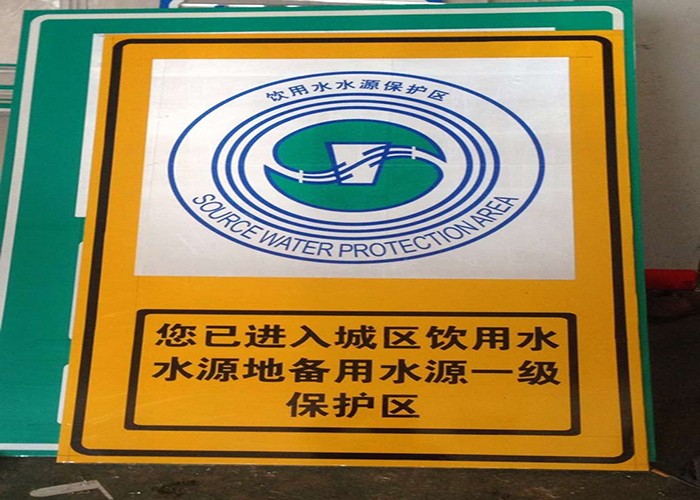 饮用水水源保护区
SOURCE WATER PROTECTION AREA
您已进入城区饮用水
水源地备用水源一级
保护区